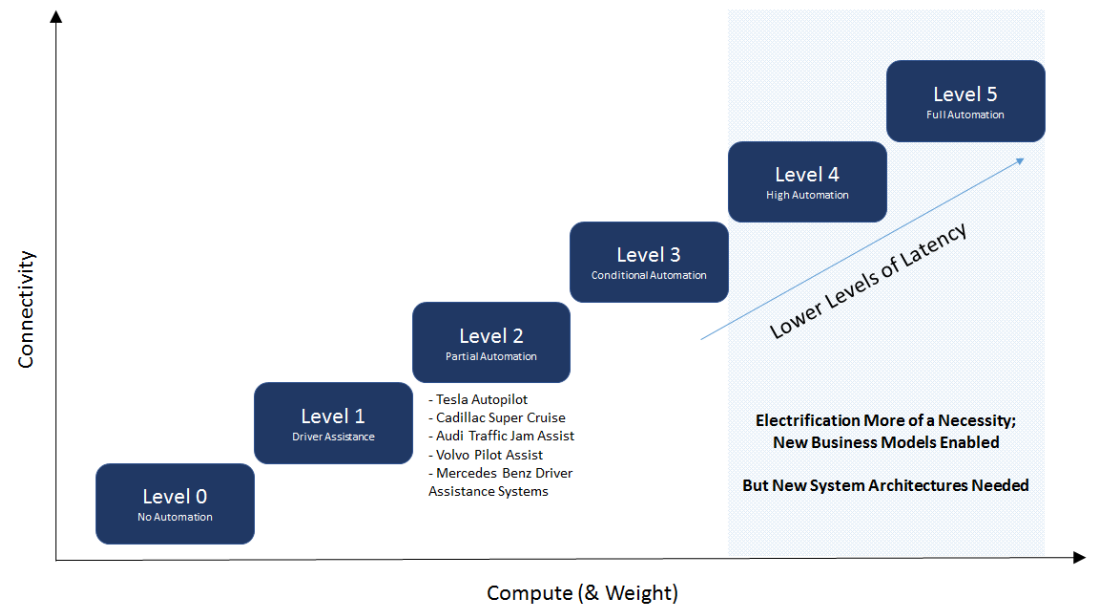 Level 5
Full Automation
Level 4
High Automation
Level 3
Conditional Automation
Level 2
Partial Automation
Level 1
Driver Assistance
Level 0
No Automation
- Tesla Autopilot
- Cadillac Super Cruise
- Audi Traffic Jam Assist
- Volvo Pilot Assist
- Mercedes Benz Driver
Assistance Systems
Lower Levels of Latency
Electrification More of a Necessity;
New Business Models Enabled
But New System Architectures Needed
Connectivity
Compute (& Weight)